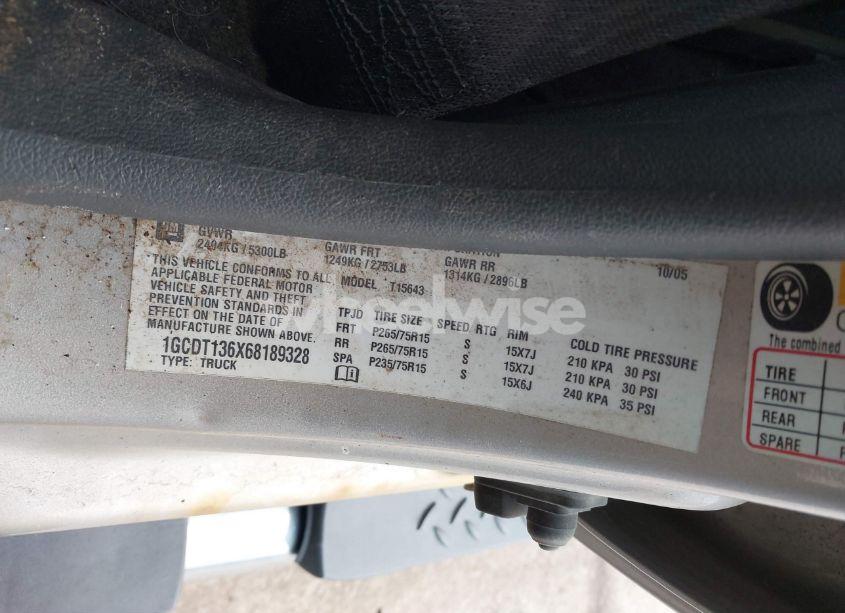 GM
GVWR GAWR FRT GAWR RR 10/05
2404KG / 5300LB 1249KG / 2753LB 1314KG / 2896LB
THIS VEHICLE CONFORMS TO ALL
APPLICABLE FEDERAL MOTOR
VEHICLE SAFETY AND THEFT
PREVENTION STANDARDS IN
EFFECT ON THE DATE OF
MANUFACTURE SHOWN ABOVE.
1GCDT136X68189328
TYPE: TRUCK
MODEL T15643
TPJD TIRE SIZE SPEED RTG RIM COLD TIRE PRESSURE
FRT P265/75R15 S 15X7J 210 KPA 30 PSI
RR P265/75R15 S 15X7J 210 KPA 30 PSI
SPA P235/75R15 S 15X6J 240 KPA 35 PSI
wheelwise
The combined
TIRE
FRONT
REAR
SPARE